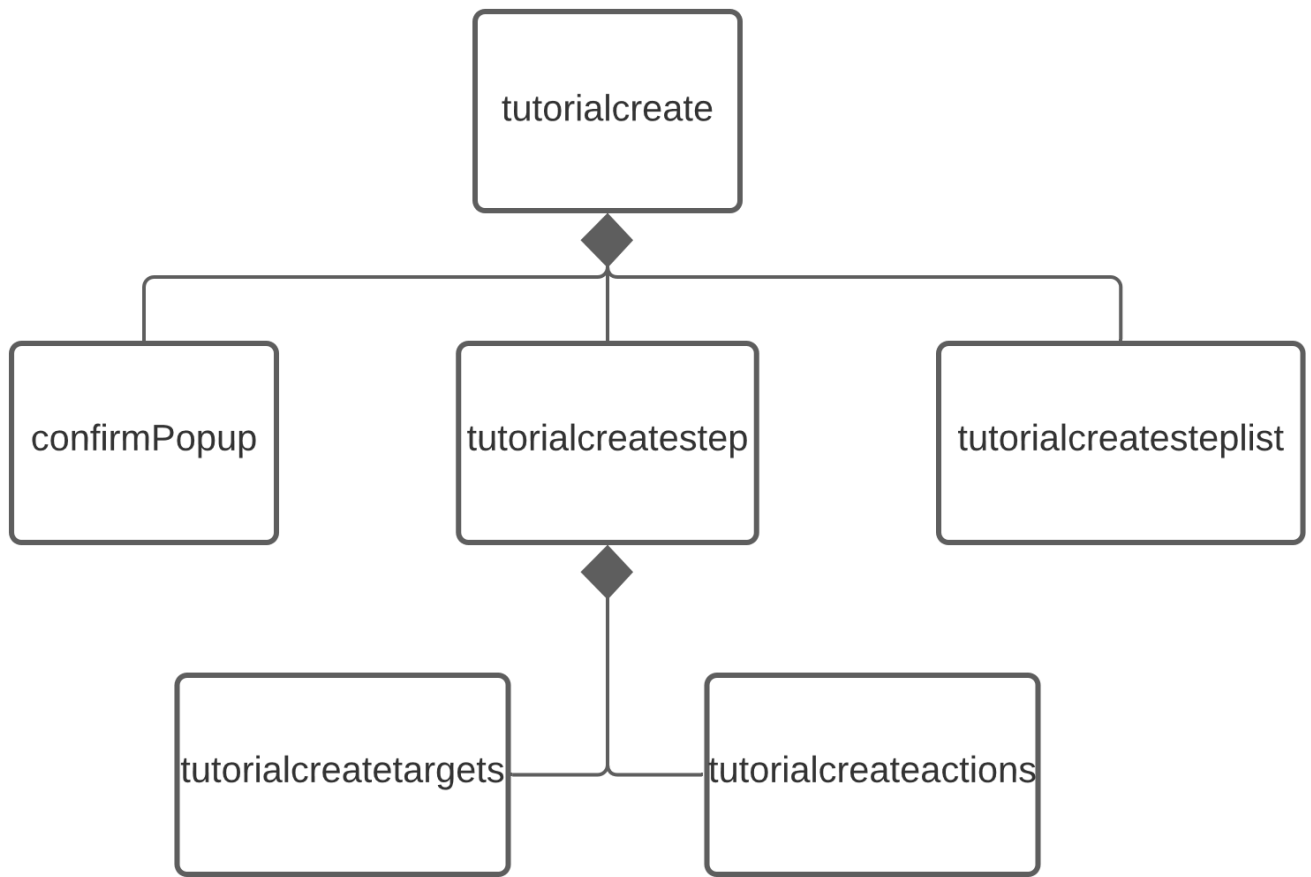 tutorialcreate
confirmPopup
tutorialcreatestep
tutorialcreatesteplist
tutorialcreatetargets
tutorialcreateactions